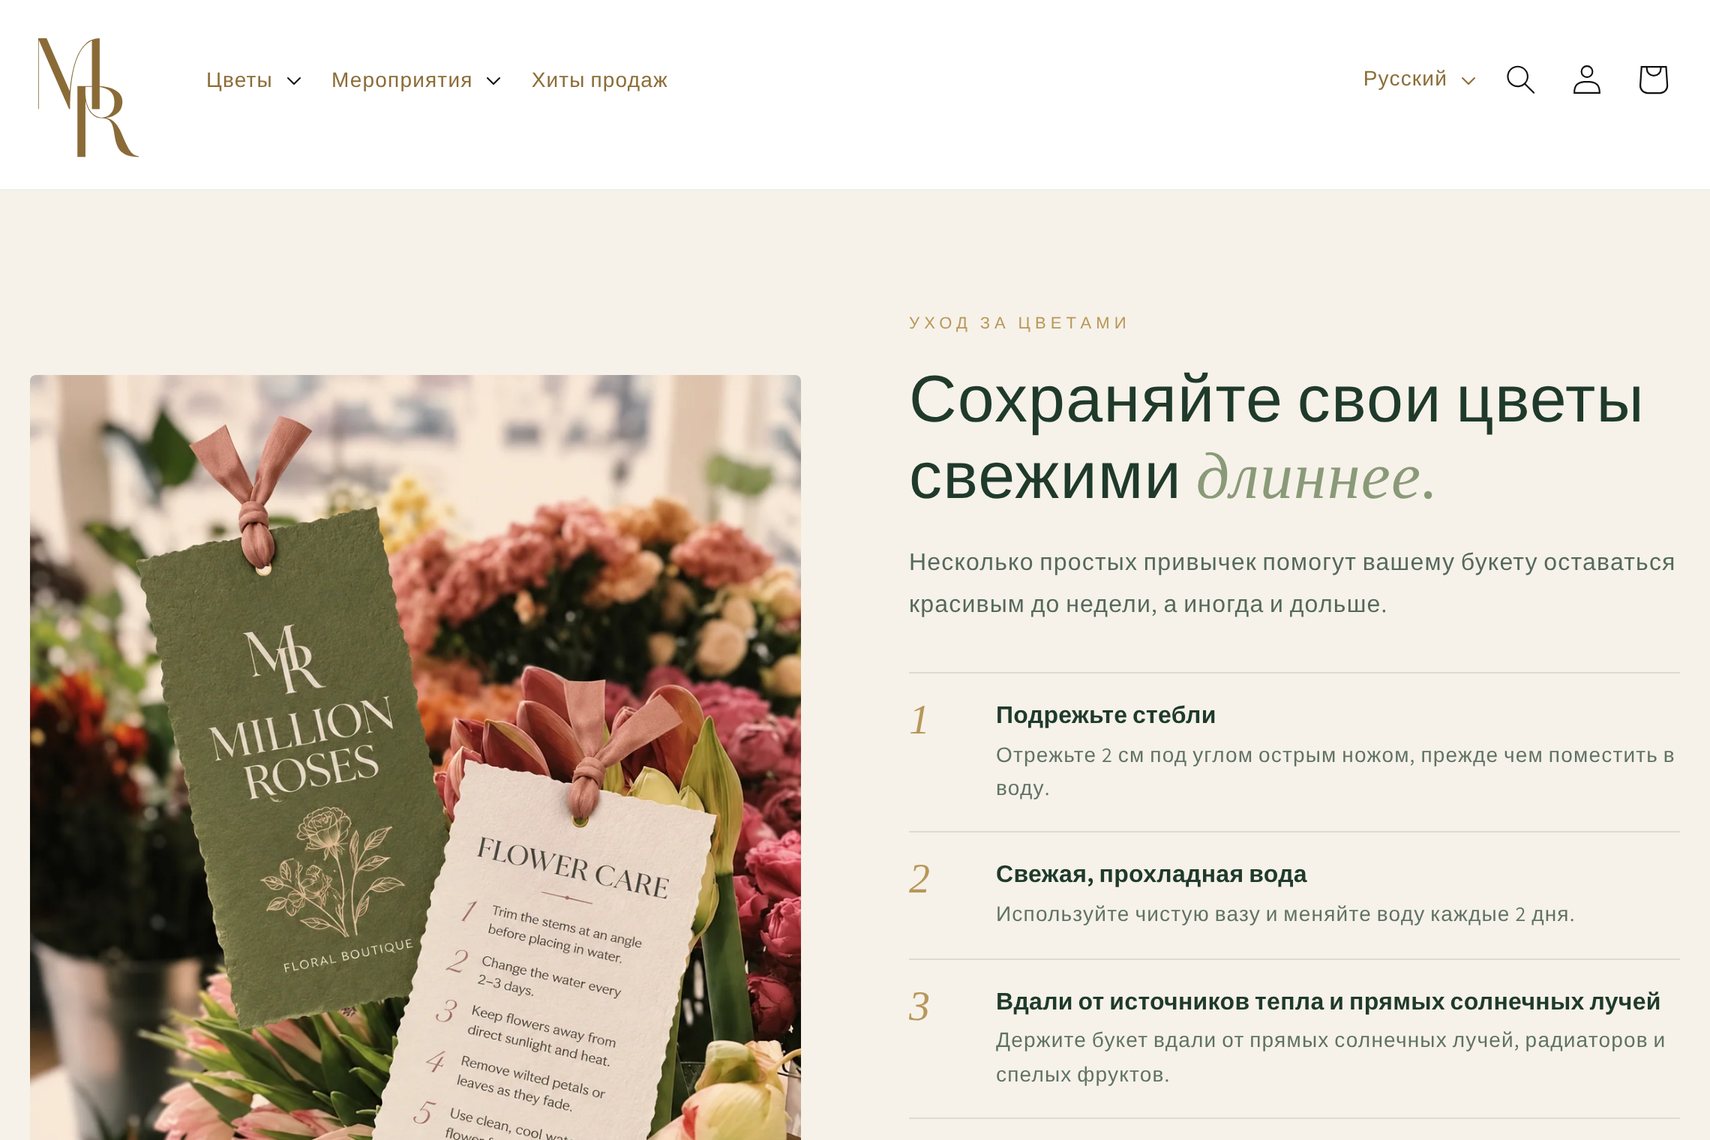 MR
Цветы
Мероприятия
Хиты продаж
Русский
УХОД ЗА ЦВЕТАМИ
Сохраняйте свои цветы
свежими длиннее.
Несколько простых привычек помогут вашему букету оставаться
красивым до недели, а иногда и дольше.
1
Подрежьте стебли
Отрежьте 2 см под углом острым ножом, прежде чем поместить в
воду.
2
Свежая, прохладная вода
Используйте чистую вазу и меняйте воду каждые 2 дня.
3
Вдали от источников тепла и прямых солнечных лучей
Держите букет вдали от прямых солнечных лучей, радиаторов и
спелых фруктов.
MR
MILLION
ROSES
FLORAL BOUTIQUE
FLOWER CARE
1 Trim the stems at an angle
before placing in water.
2 Change the water every
2–3 days.
3 Keep flowers away from
direct sunlight and heat.
4 Remove wilted petals or
leaves as they fade.
5 Use clean, cool
flower